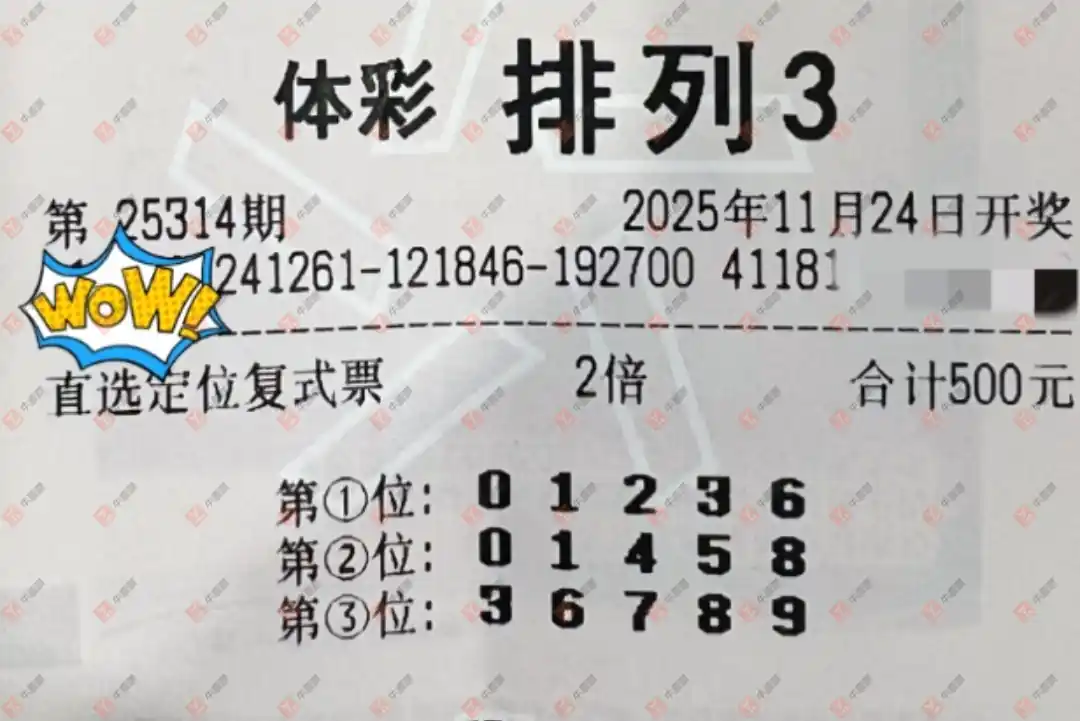 体彩 排列3
第 25314期 2025年11月24日开奖
241261-121846-192700 41181
WOW!
直选定位复式票 2倍 合计500元
第①位: 0 1 2 3 6
第②位: 0 1 4 5 8
第③位: 3 6 7 8 9